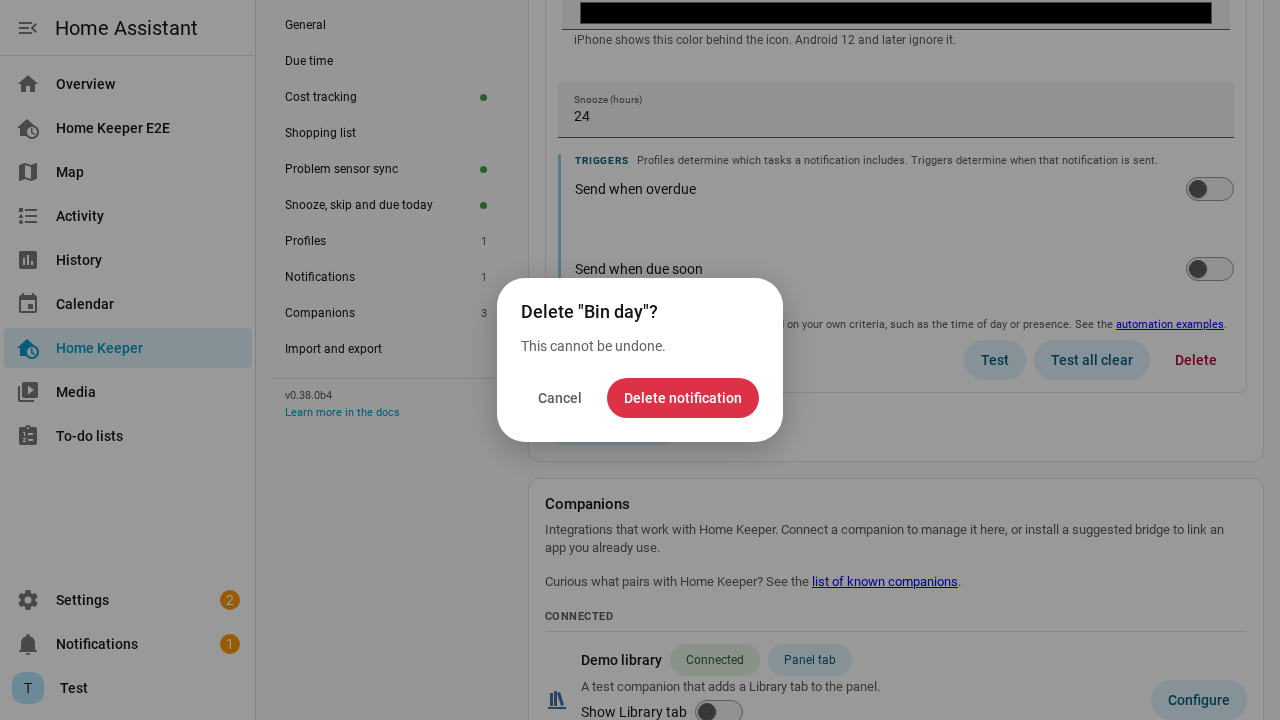 Home Assistant
Overview
Home Keeper E2E
Map
Activity
History
Calendar
Home Keeper
Media
To-do lists
Settings
2
Notifications
1
T
Test
General
Due time
Cost tracking
Shopping list
Problem sensor sync
Snooze, skip and due today
Profiles
1
Notifications
1
Companions
3
Import and export
v0.38.0b4
Learn more in the docs
iPhone shows this color behind the icon. Android 12 and later ignore it.
Snooze (hours)
24
TRIGGERS Profiles determine which tasks a notification includes. Triggers determine when that notification is sent.
Send when overdue
Send when due soon
on your own criteria, such as the time of day or presence. See the automation examples.
Test
Test all clear
Delete
Delete "Bin day"?
This cannot be undone.
Cancel
Delete notification
Companions
Integrations that work with Home Keeper. Connect a companion to manage it here, or install a suggested bridge to link an
app you already use.
Curious what pairs with Home Keeper? See the list of known companions.
CONNECTED
Demo library
Connected
Panel tab
A test companion that adds a Library tab to the panel.
Show Library tab
Configure